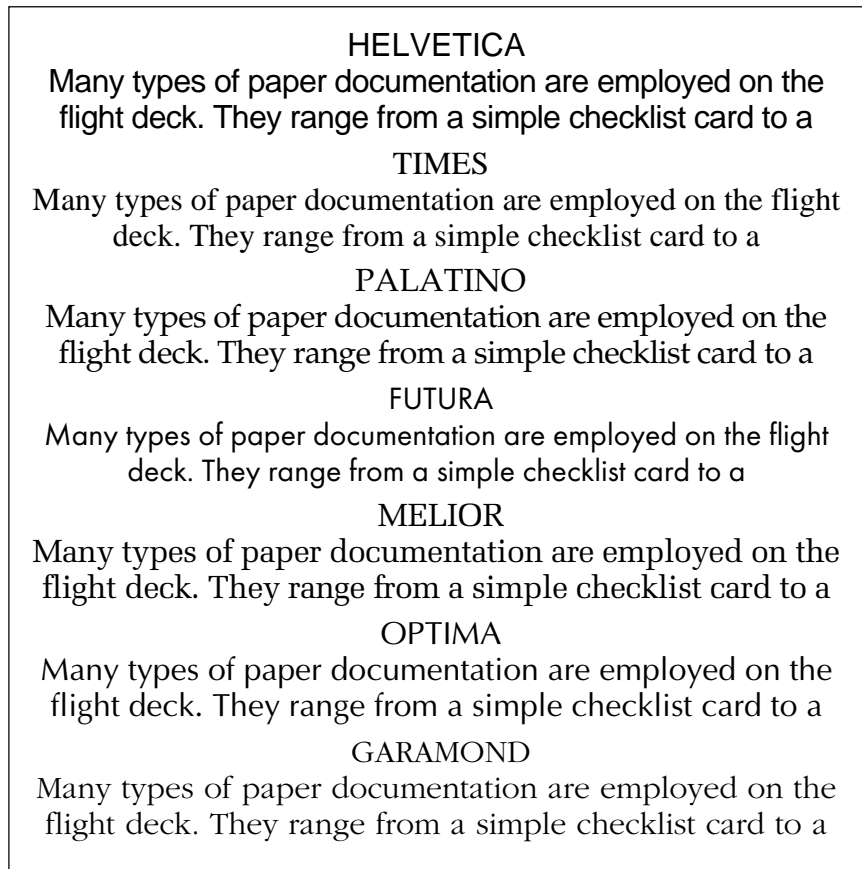 HELVETICA
Many types of paper documentation are employed on the
flight deck. They range from a simple checklist card to a
TIMES
Many types of paper documentation are employed on the flight
deck. They range from a simple checklist card to a
PALATINO
Many types of paper documentation are employed on the
flight deck. They range from a simple checklist card to a
FUTURA
Many types of paper documentation are employed on the flight
deck. They range from a simple checklist card to a
MELIOR
Many types of paper documentation are employed on the
flight deck. They range from a simple checklist card to a
OPTIMA
Many types of paper documentation are employed on the
flight deck. They range from a simple checklist card to a
GARAMOND
Many types of paper documentation are employed on the
flight deck. They range from a simple checklist card to a